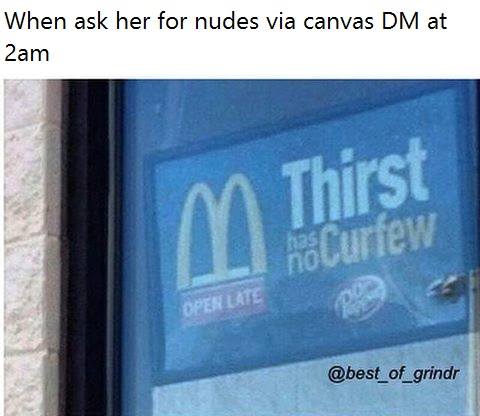 When ask her for nudes via canvas DM at
2am
Thirst
has
no Curfew
OPEN LATE
Dr Pepper
@best_of_grindr